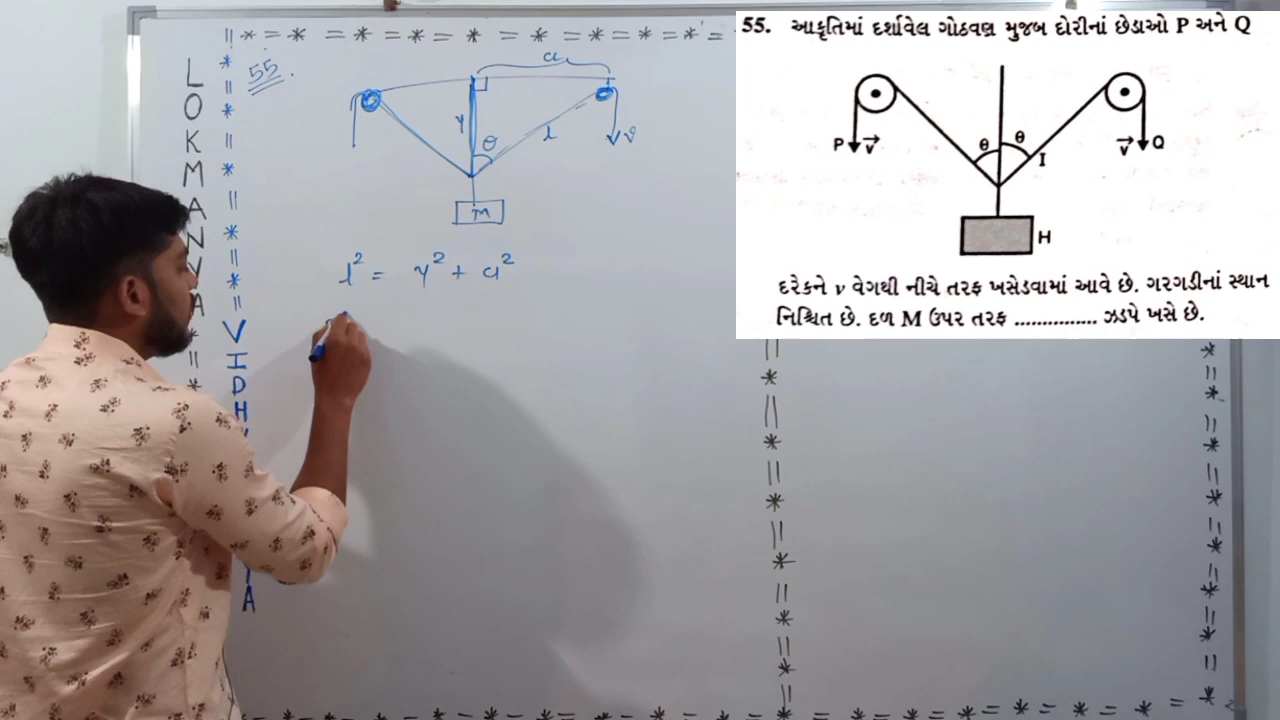 55.
a
y
θ
l
v
m
l² = y² + a²
LOKMANYA
VIDH
A
55. આકૃતિમાં દર્શાવેલ ગોઠવણ મુજબ દોરીનાં છેડાઓ P અને Q
θ θ
P v⃗ I v⃗ Q
H
દરેકને v વેગથી નીચે તરફ ખસેડવામાં આવે છે. ગરગડીનાં સ્થાન
નિશ્ચિત છે. દળ M ઉપર તરફ ............... ઝડપે ખસે છે.